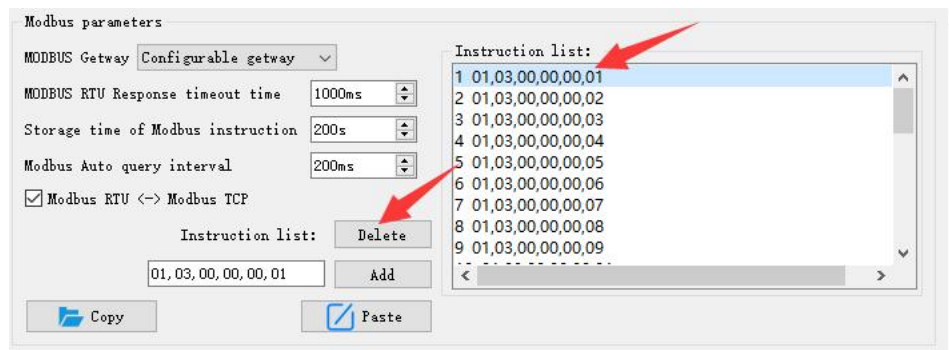 Modbus parameters
MODBUS Getway Configurable getway
MODBUS RTU Response timeout time 1000ms
Storage time of Modbus instruction 200s
Modbus Auto query interval 200ms
Modbus RTU <-> Modbus TCP
Instruction list: Delete
01, 03, 00, 00, 00, 01 Add
Copy Paste
Instruction list:
1 01,03,00,00,00,01
2 01,03,00,00,00,02
3 01,03,00,00,00,03
4 01,03,00,00,00,04
5 01,03,00,00,00,05
6 01,03,00,00,00,06
7 01,03,00,00,00,07
8 01,03,00,00,00,08
9 01,03,00,00,00,09